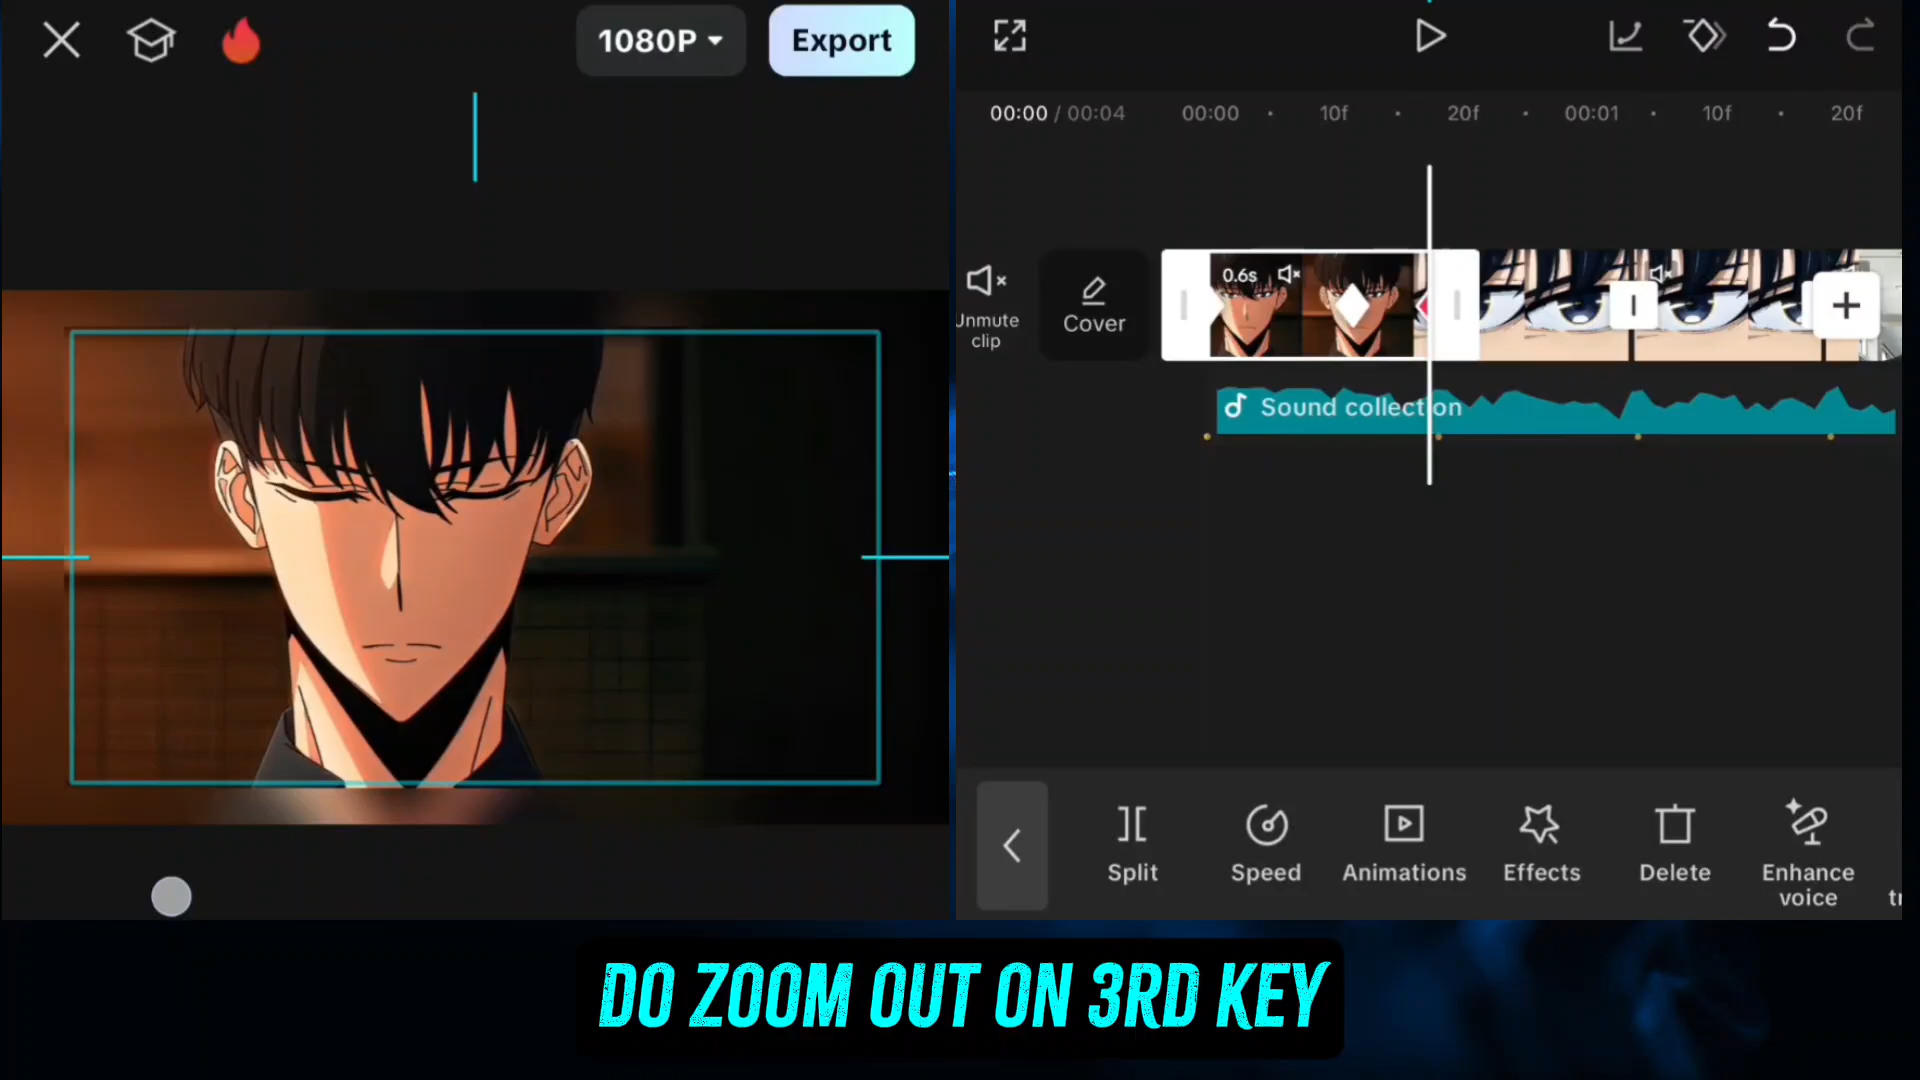 1080P
Export
00:00 / 00:04
00:00
10f
20f
00:01
10f
20f
Unmute
clip
Cover
0.6s
Sound collection
Split
Speed
Animations
Effects
Delete
Enhance
voice
DO ZOOM OUT ON 3RD KEY